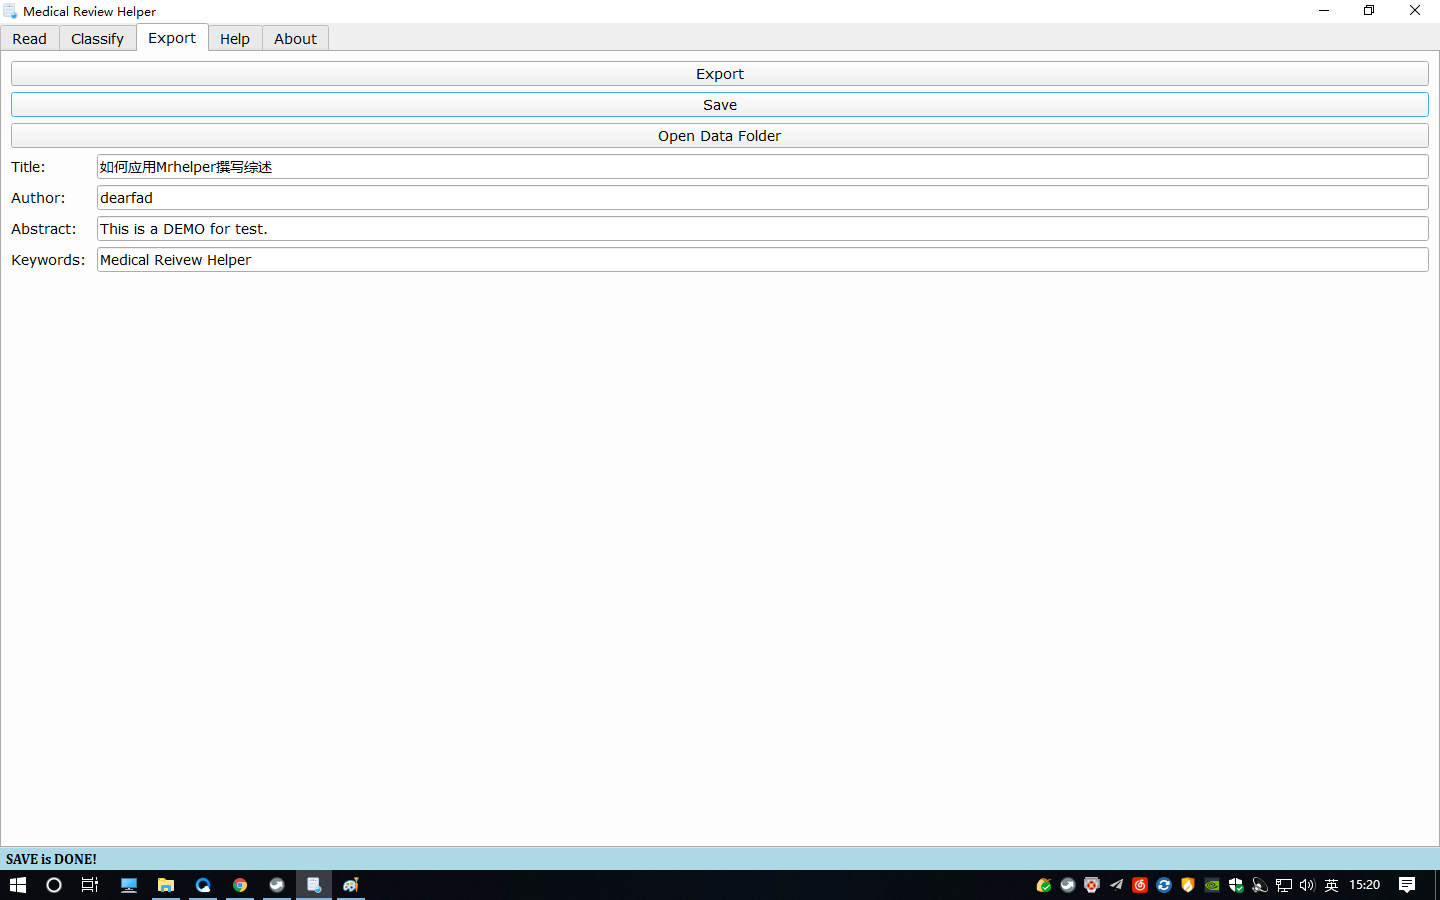 Medical Review Helper
Read Classify Export Help About
Export
Save
Open Data Folder
Title: 如何应用Mrhelper撰写综述
Author: dearfad
Abstract: This is a DEMO for test.
Keywords: Medical Reivew Helper
SAVE is DONE!
英 15:20